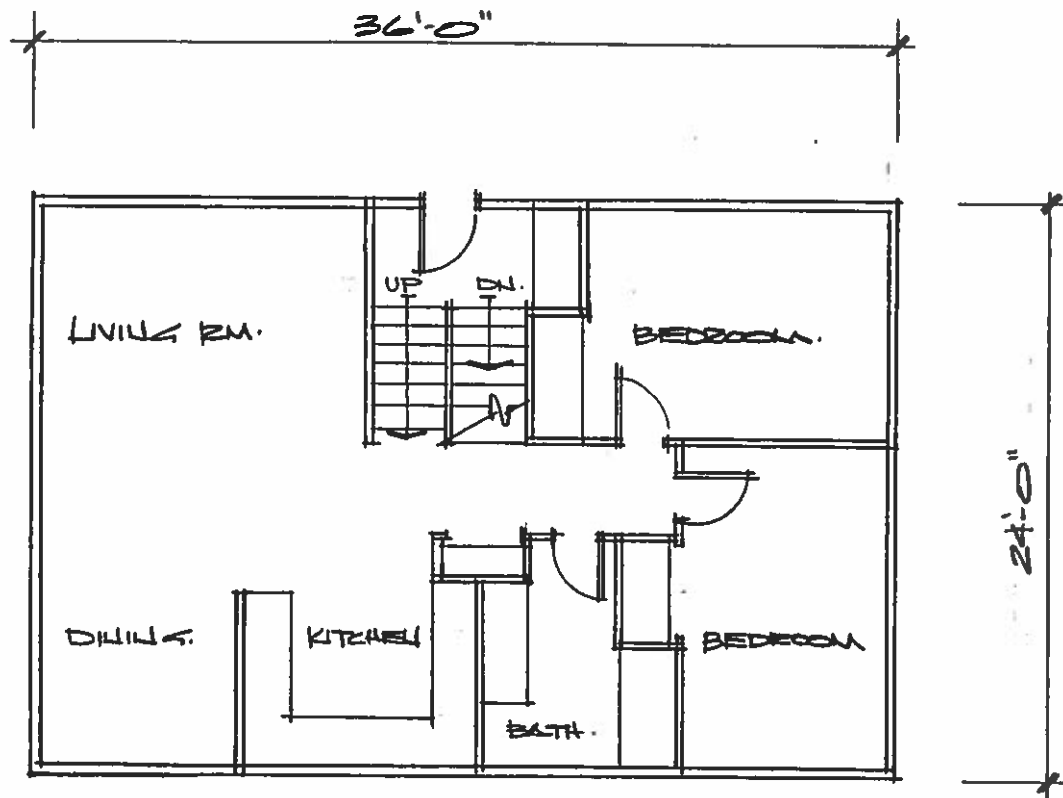 36'-0"
UP
DN.
LIVING RM.
BEDROOM.
24'-0"
DINING.
KITCHEN
BEDROOM
BATH.